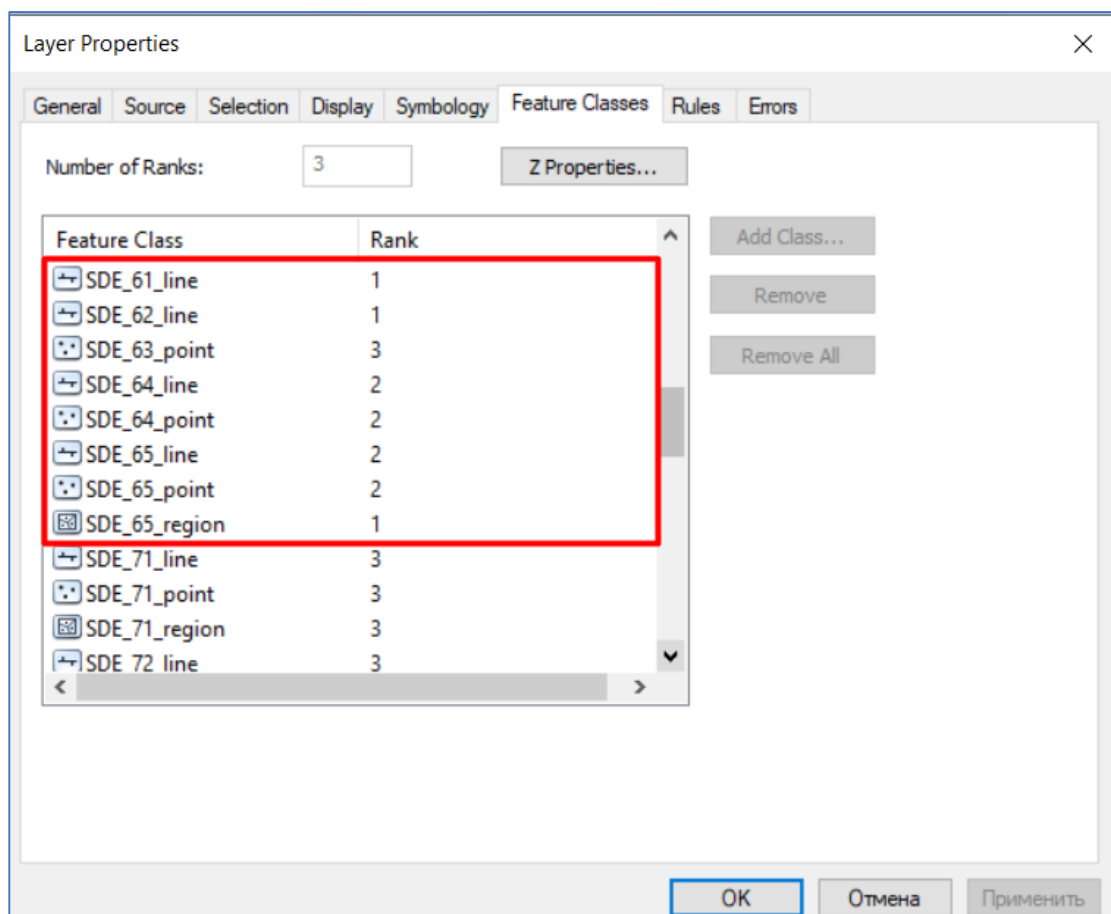 Layer Properties
General Source Selection Display Symbology Feature Classes Rules Errors
Number of Ranks: 3 Z Properties...
Feature Class Rank
SDE_61_line 1
SDE_62_line 1
SDE_63_point 3
SDE_64_line 2
SDE_64_point 2
SDE_65_line 2
SDE_65_point 2
SDE_65_region 1
SDE_71_line 3
SDE_71_point 3
SDE_71_region 3
SDE_72_line 3
Add Class...
Remove
Remove All
OK Отмена Применить